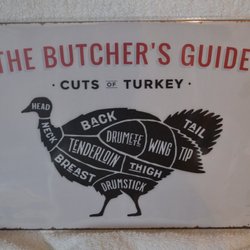 THE BUTCHER'S GUIDE
· CUTS OF TURKEY ·
HEAD
NECK
BACK
DRUMETTE
WING
TIP
TAIL
TENDERLOIN
THIGH
BREAST
DRUMSTICK